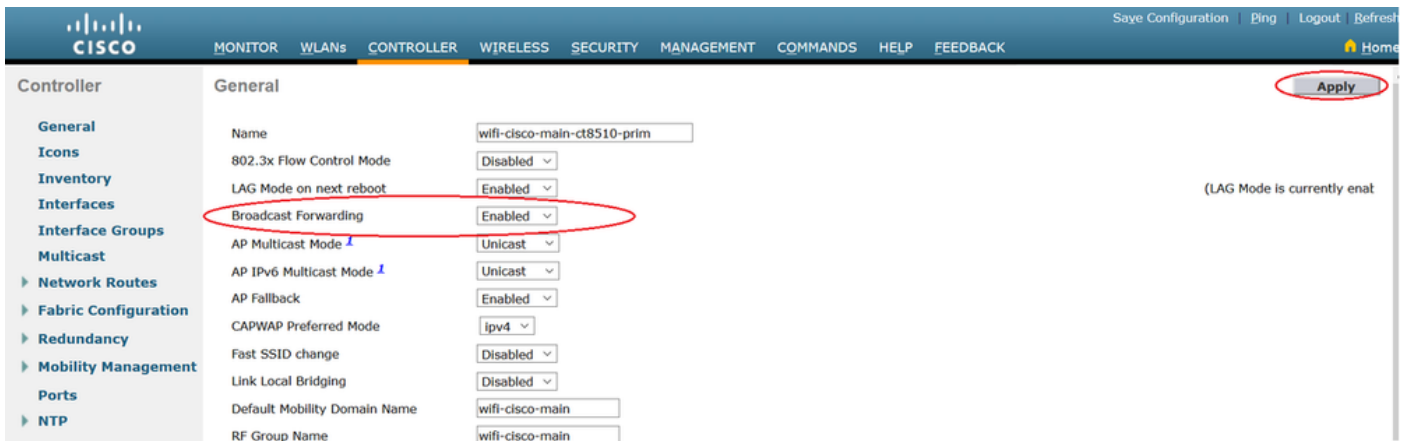 Save Configuration | Ping | Logout | Refresh
CISCO
MONITOR WLANs CONTROLLER WIRELESS SECURITY MANAGEMENT COMMANDS HELP FEEDBACK
Home
Controller
General
Icons
Inventory
Interfaces
Interface Groups
Multicast
Network Routes
Fabric Configuration
Redundancy
Mobility Management
Ports
NTP
General
Apply
Name wifi-cisco-main-ct8510-prim
802.3x Flow Control Mode Disabled
LAG Mode on next reboot Enabled (LAG Mode is currently enat
Broadcast Forwarding Enabled
AP Multicast Mode 1 Unicast
AP IPv6 Multicast Mode 1 Unicast
AP Fallback Enabled
CAPWAP Preferred Mode ipv4
Fast SSID change Disabled
Link Local Bridging Disabled
Default Mobility Domain Name wifi-cisco-main
RF Group Name wifi-cisco-main